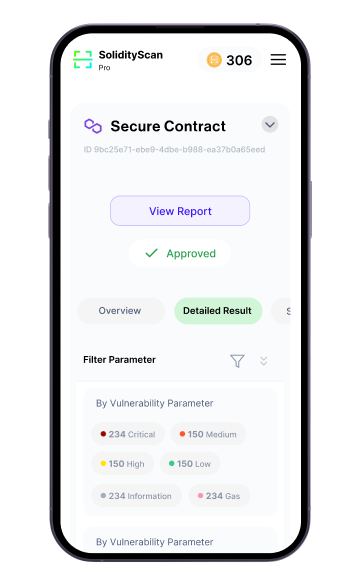 SolidityScan
Pro
306
Secure Contract
ID 9bc25e71-ebe9-4dbe-b988-ea37b0a65eed
View Report
Approved
Overview
Detailed Result
S
Filter Parameter
By Vulnerability Parameter
234 Critical
150 Medium
150 High
150 Low
234 Information
234 Gas
By Vulnerability Parameter